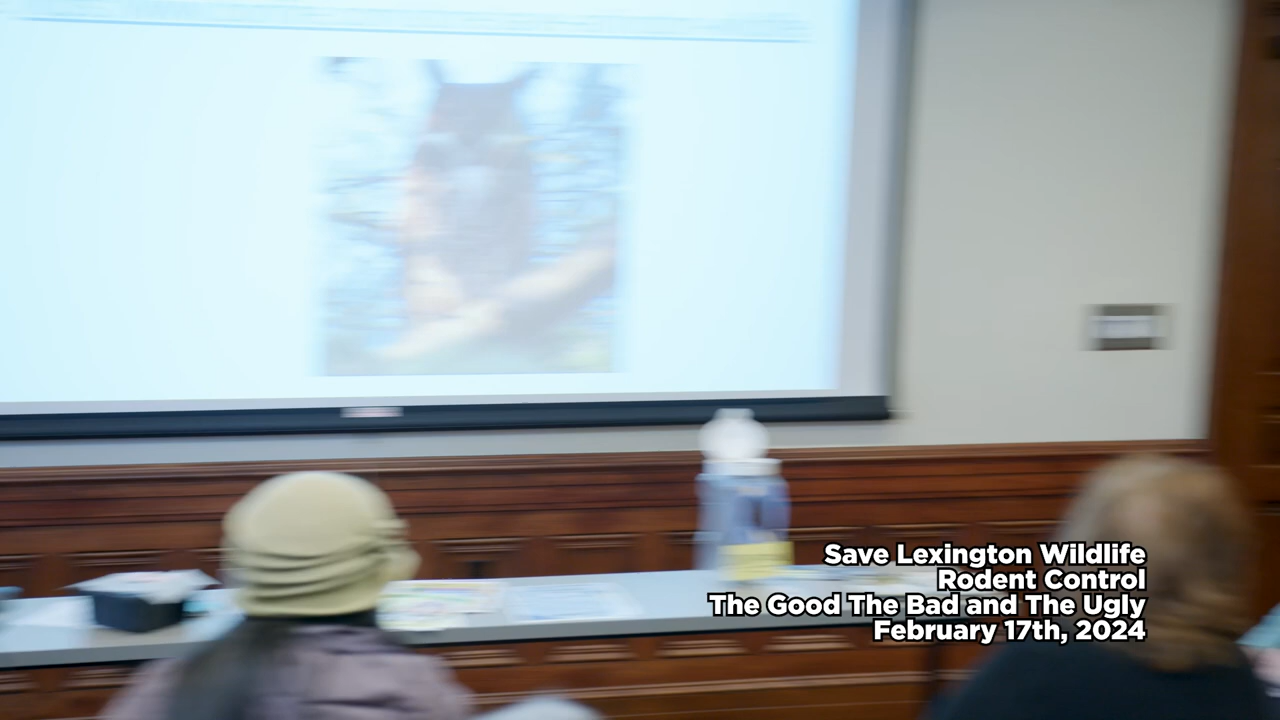 Save Lexington Wildlife
Rodent Control
The Good The Bad and The Ugly
February 17th, 2024